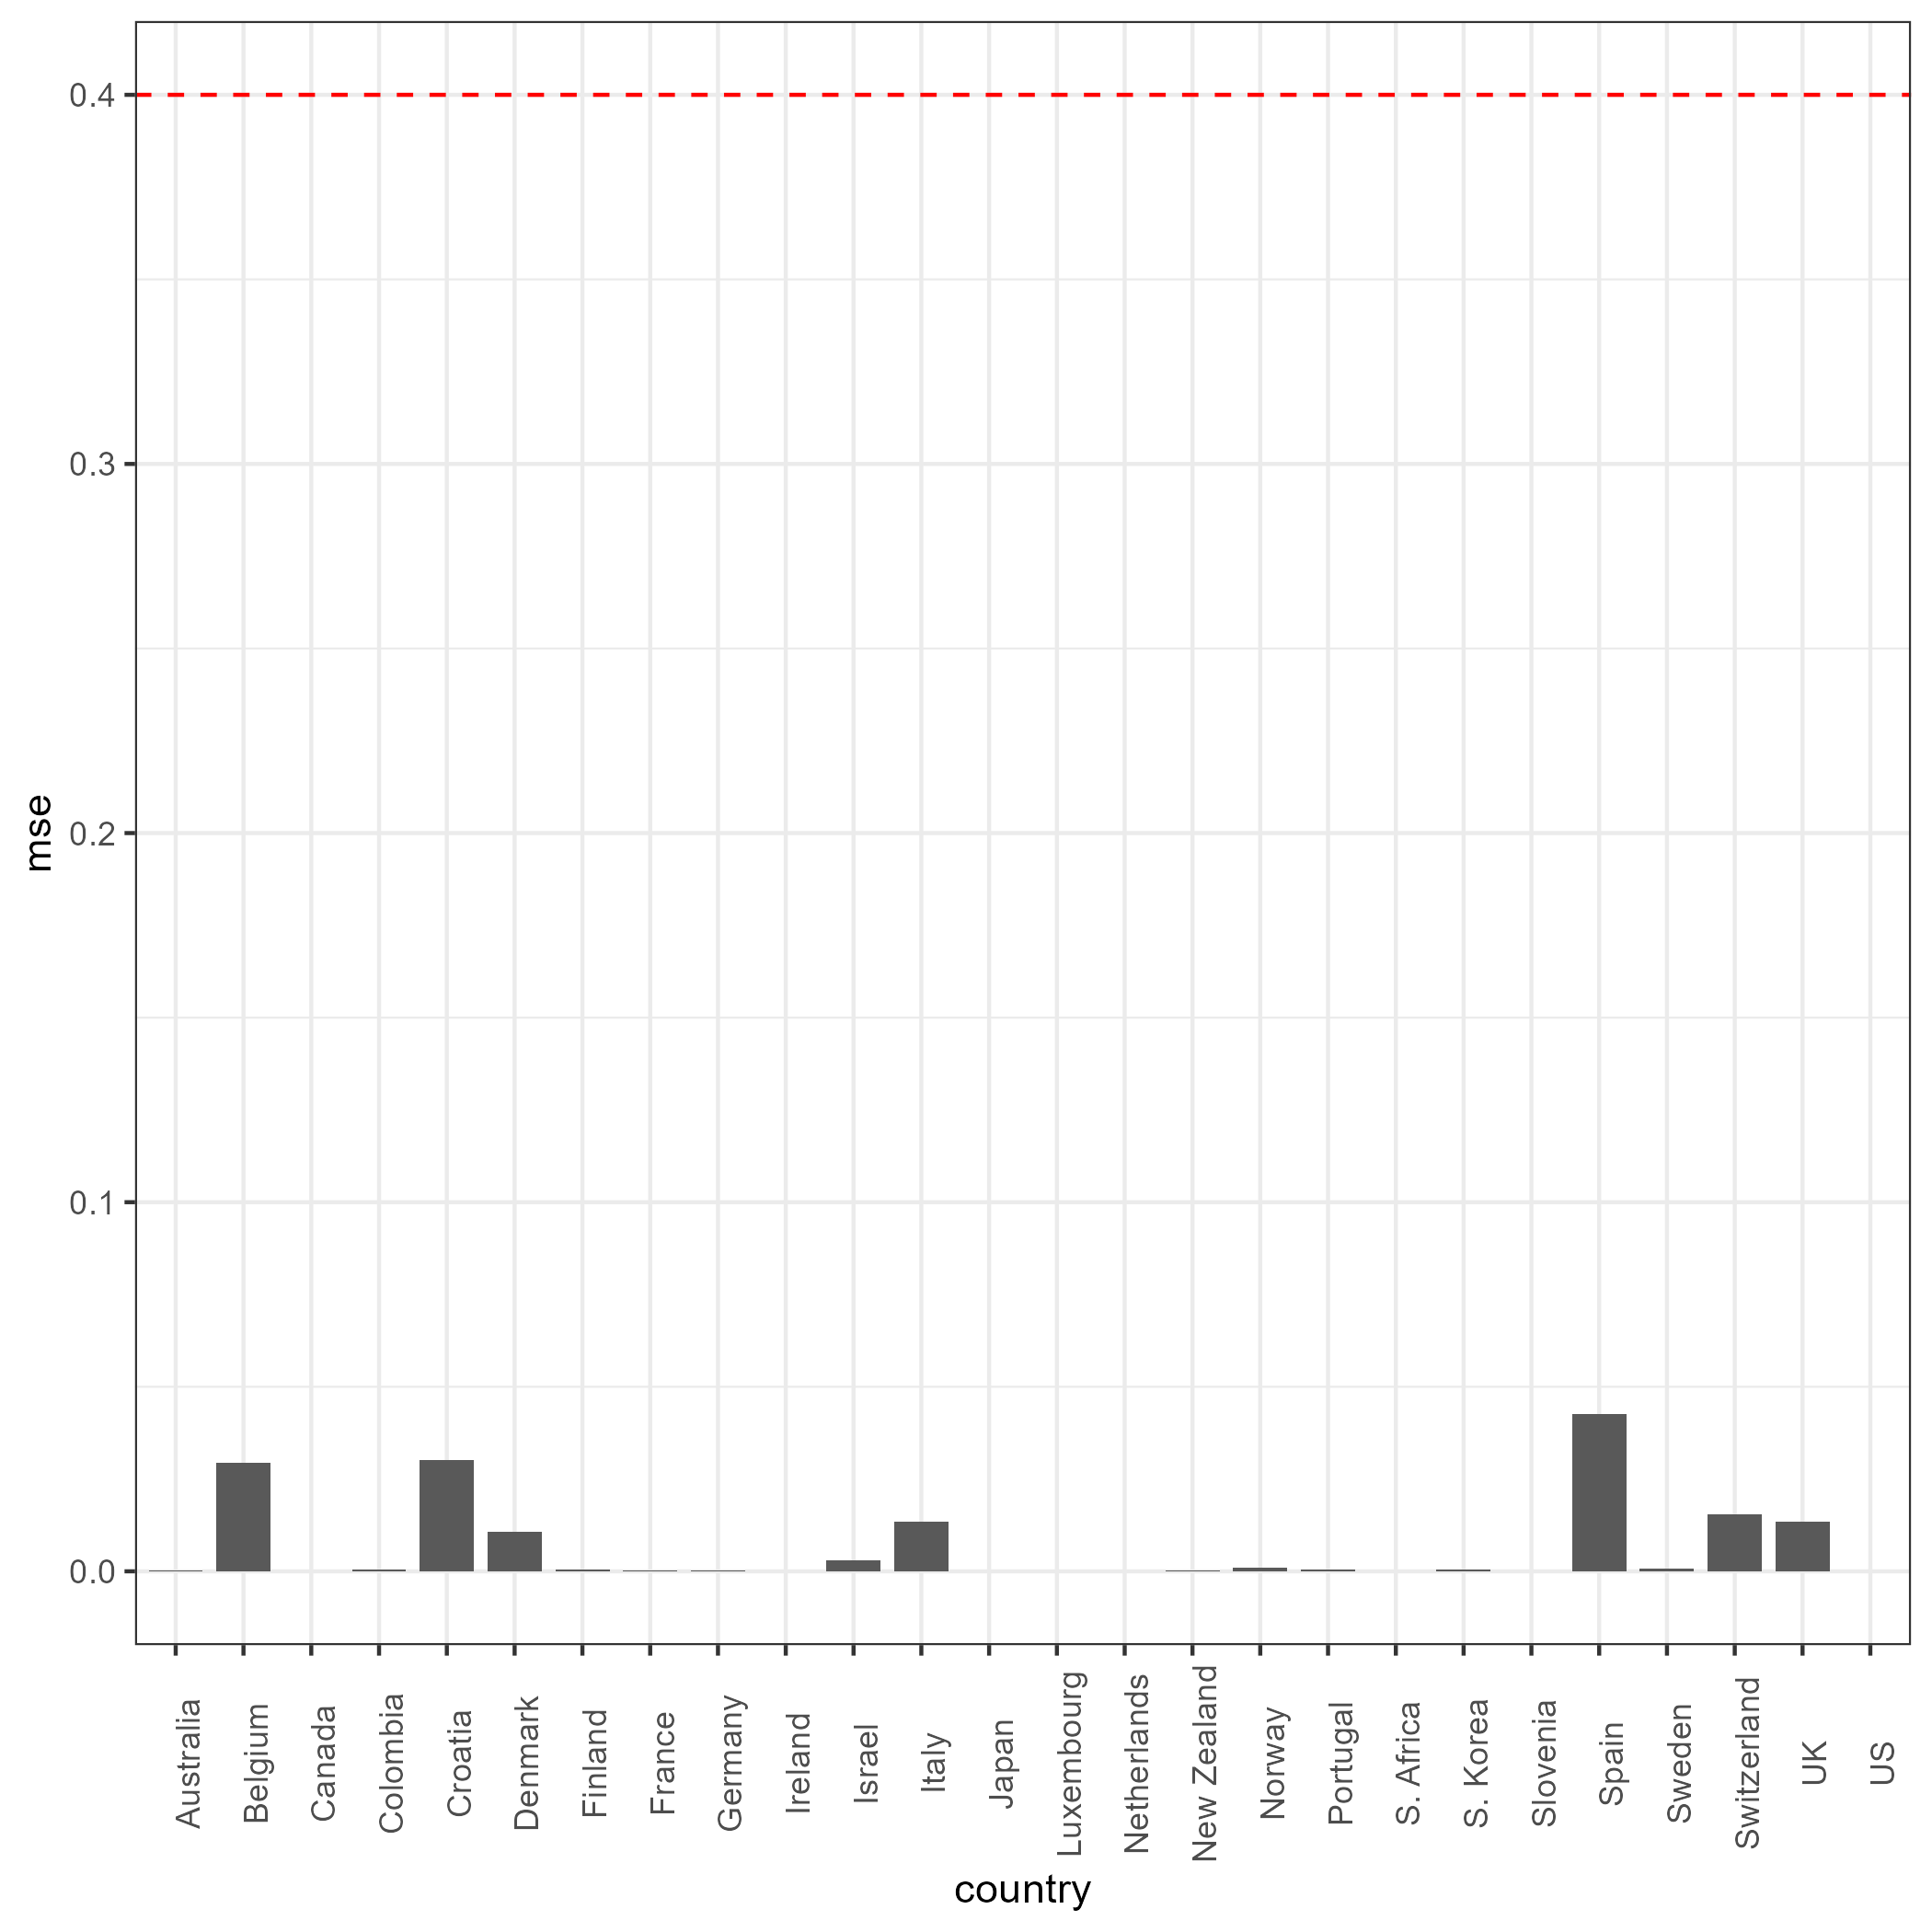 mse
0.4
0.3
0.2
0.1
0.0
Australia
Belgium
Canada
Colombia
Croatia
Denmark
Finland
France
Germany
Ireland
Israel
Italy
Japan
Luxembourg
Netherlands
New Zealand
Norway
Portugal
S. Africa
S. Korea
Slovenia
Spain
Sweden
Switzerland
UK
US
country